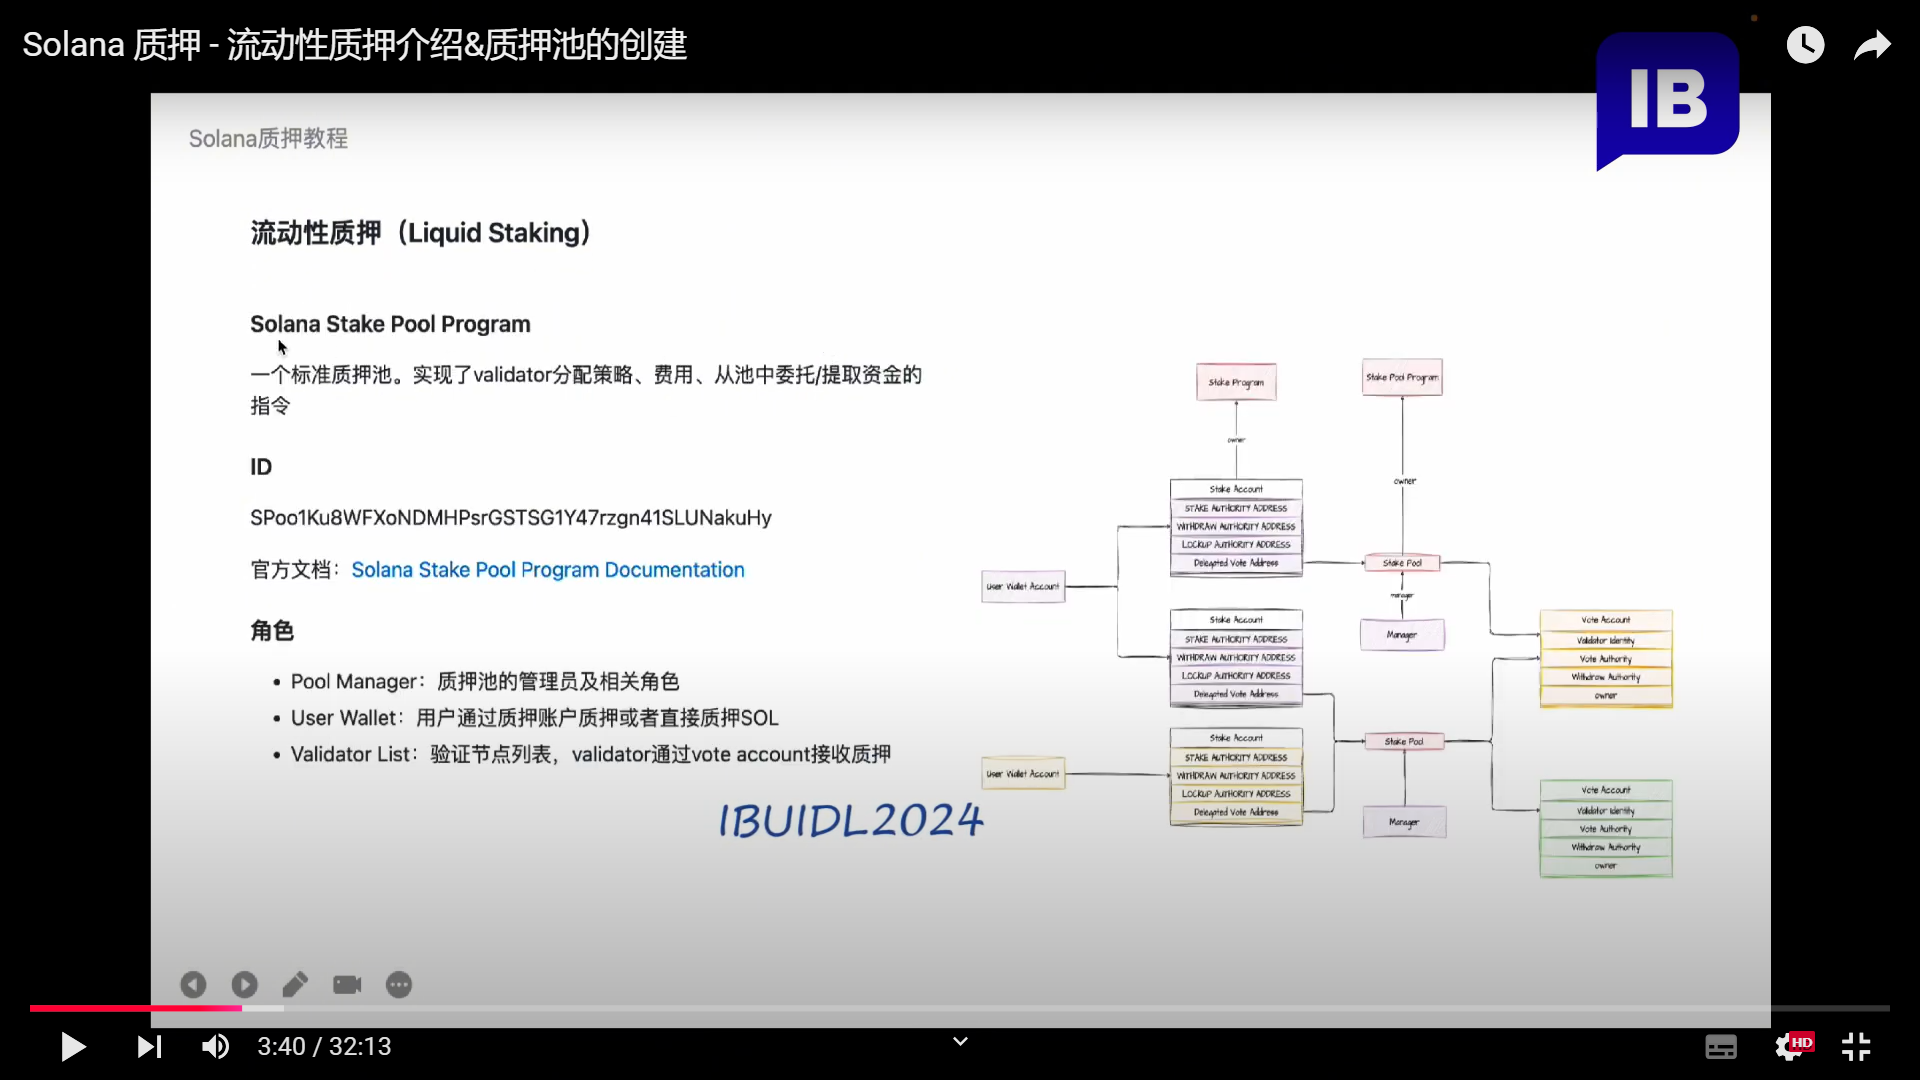 Solana 质押 - 流动性质押介绍&质押池的创建
IB
Solana质押教程
流动性质押（Liquid Staking）
Solana Stake Pool Program
一个标准质押池。实现了validator分配策略、费用、从池中委托/提取资金的
指令
ID
SPoo1Ku8WFXoNDMHPsrGSTSG1Y47rzgn41SLUNakuHy
官方文档：Solana Stake Pool Program Documentation
角色
• Pool Manager：质押池的管理员及相关角色
• User Wallet：用户通过质押账户质押或者直接质押SOL
• Validator List：验证节点列表，validator通过vote account接收质押
IBUIDL2024
Stake Program
Stake Pool Program
owner
owner
Stake Account
STAKE AUTHORITY ADDRESS
WITHDRAW AUTHORITY ADDRESS
LOCKUP AUTHORITY ADDRESS
Delegated Vote Address
User Wallet Account
Stake Pool
manager
Manager
Stake Account
STAKE AUTHORITY ADDRESS
WITHDRAW AUTHORITY ADDRESS
LOCKUP AUTHORITY ADDRESS
Delegated Vote Address
Vote Account
Validator Identity
Vote Authority
Withdraw Authority
owner
User Wallet Account
Stake Account
STAKE AUTHORITY ADDRESS
WITHDRAW AUTHORITY ADDRESS
LOCKUP AUTHORITY ADDRESS
Delegated Vote Address
Stake Pool
Manager
Vote Account
Validator Identity
Vote Authority
Withdraw Authority
owner
3:40 / 32:13
HD